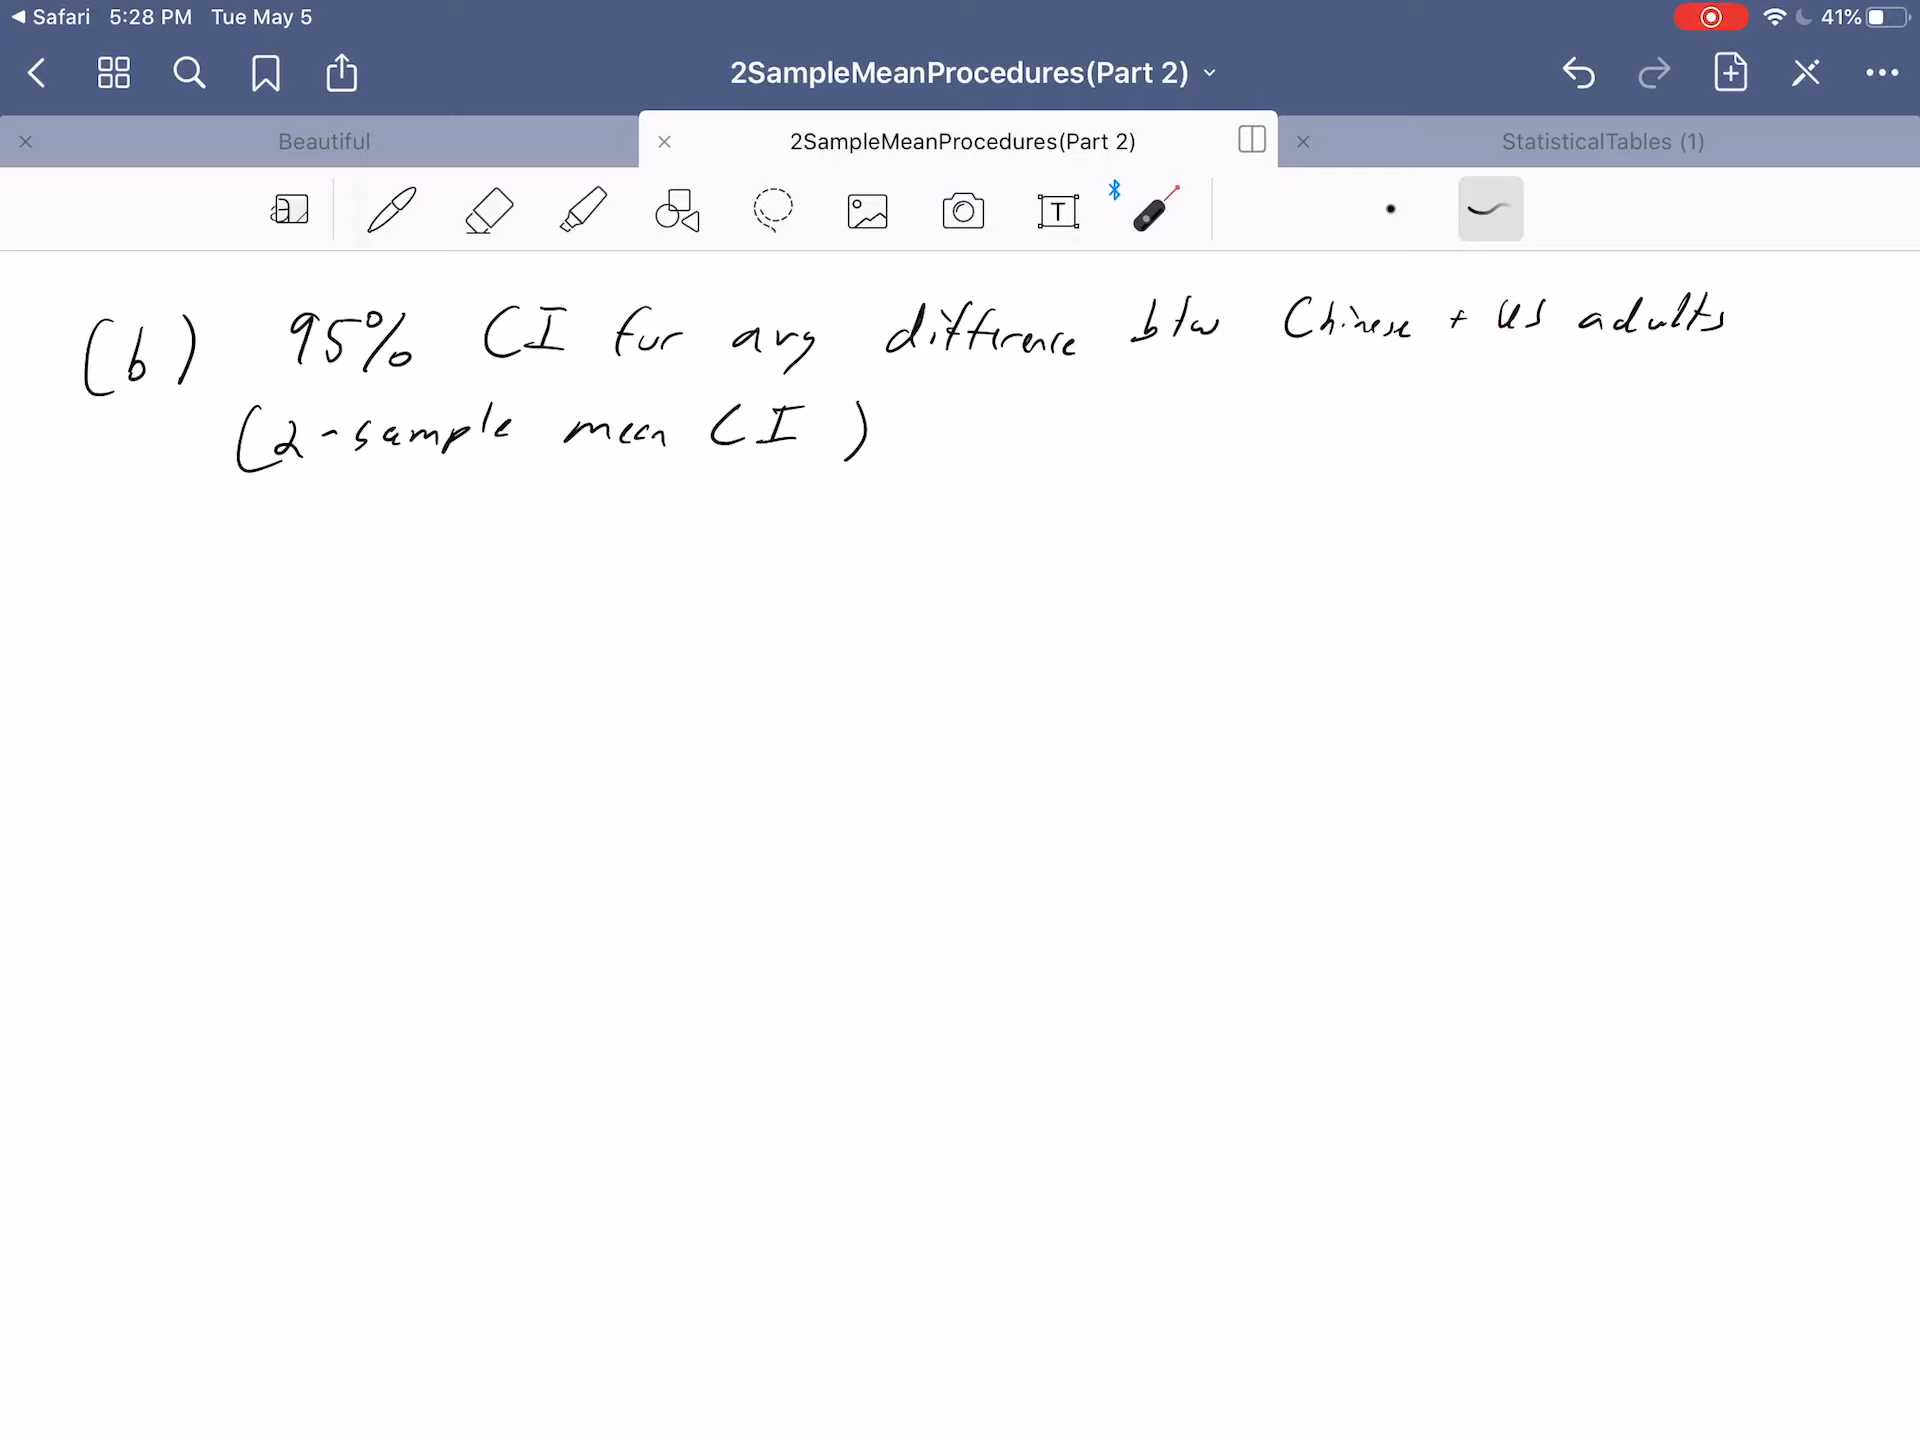 Safari 5:28 PM Tue May 5 41%
2SampleMeanProcedures(Part 2)
Beautiful 2SampleMeanProcedures(Part 2) StatisticalTables (1)
a T
(b) 95% CI for avg difference btw Chinese + US adults
(2-sample mean CI)